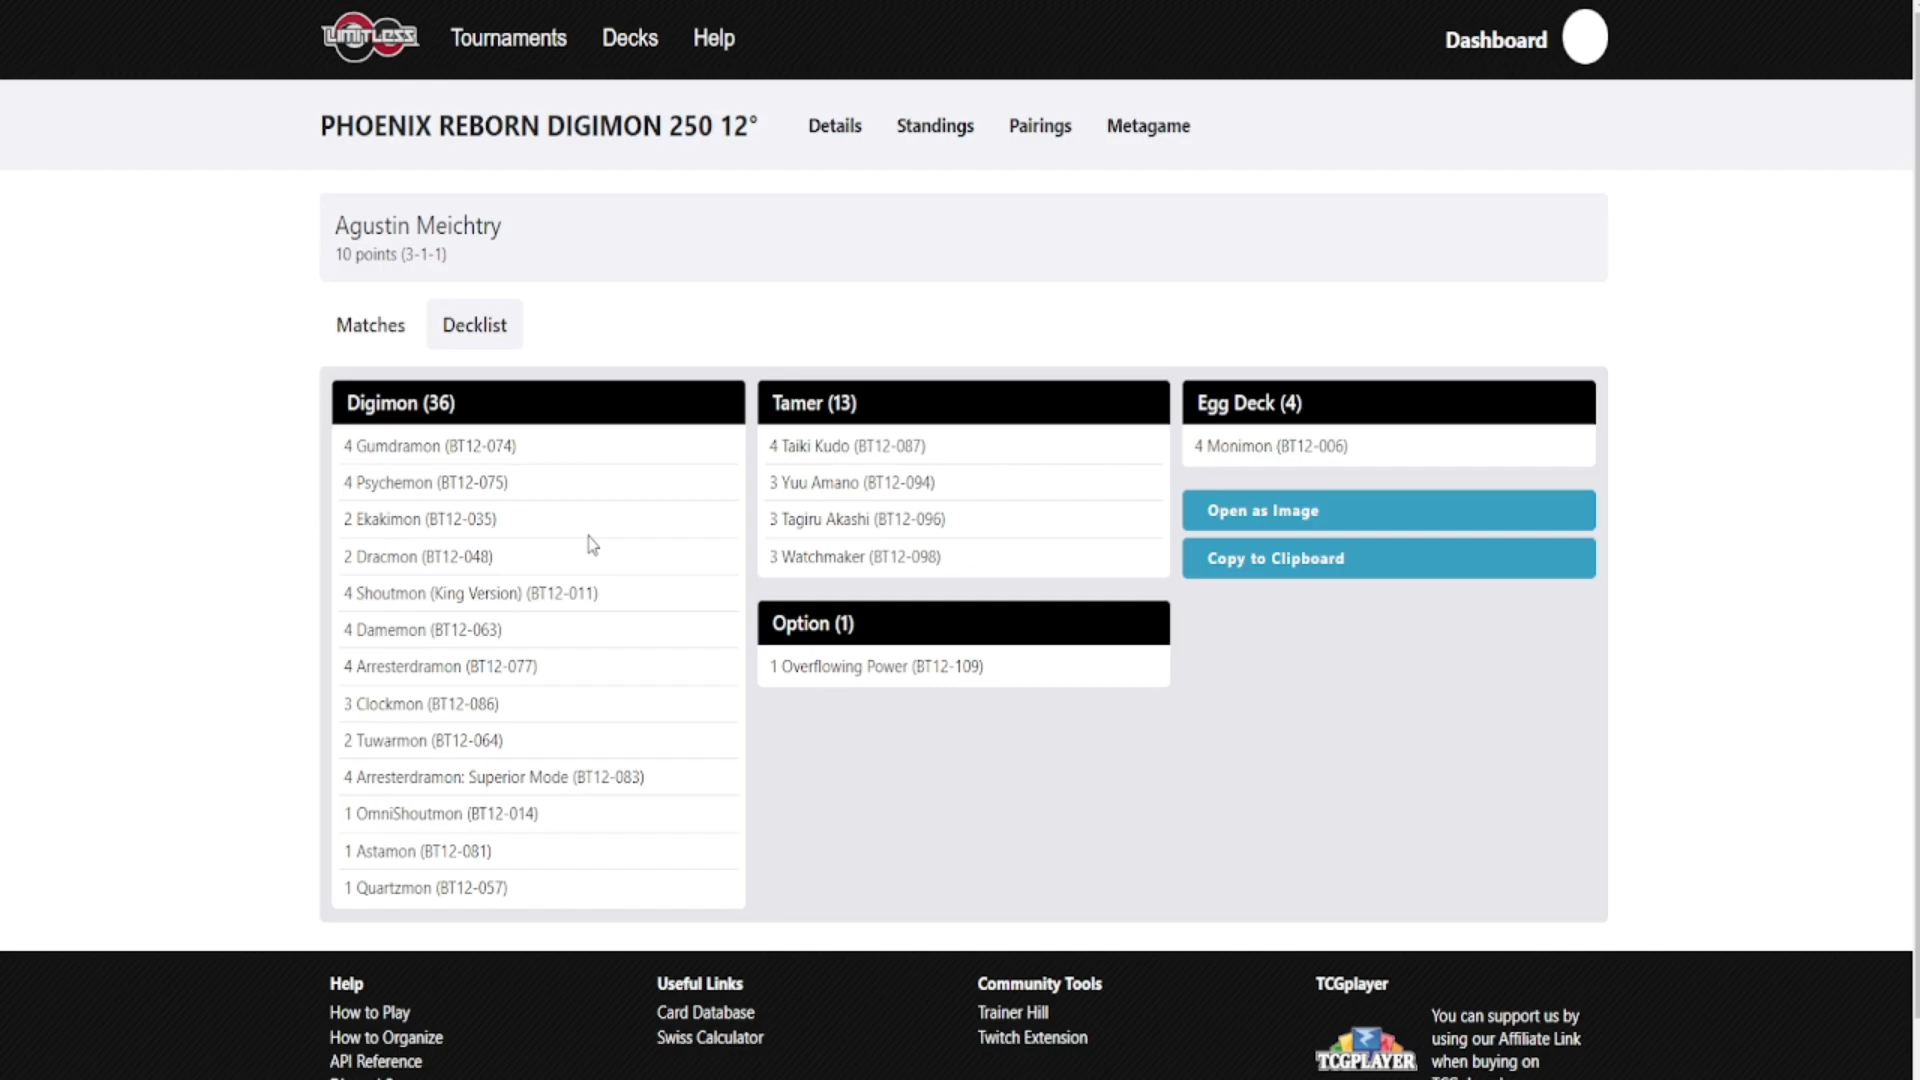 LIMITLESS
Tournaments
Decks
Help
Dashboard
PHOENIX REBORN DIGIMON 250 12°
Details
Standings
Pairings
Metagame
Agustin Meichtry
10 points (3-1-1)
Matches
Decklist
Digimon (36)
4 Gumdramon (BT12-074)
4 Psychemon (BT12-075)
2 Ekakimon (BT12-035)
2 Dracmon (BT12-048)
4 Shoutmon (King Version) (BT12-011)
4 Damemon (BT12-063)
4 Arresterdramon (BT12-077)
3 Clockmon (BT12-086)
2 Tuwarmon (BT12-064)
4 Arresterdramon: Superior Mode (BT12-083)
1 OmniShoutmon (BT12-014)
1 Astamon (BT12-081)
1 Quartzmon (BT12-057)
Tamer (13)
4 Taiki Kudo (BT12-087)
3 Yuu Amano (BT12-094)
3 Tagiru Akashi (BT12-096)
3 Watchmaker (BT12-098)
Option (1)
1 Overflowing Power (BT12-109)
Egg Deck (4)
4 Monimon (BT12-006)
Open as Image
Copy to Clipboard
Help
How to Play
How to Organize
API Reference
Useful Links
Card Database
Swiss Calculator
Community Tools
Trainer Hill
Twitch Extension
TCGplayer
TCGPLAYER
You can support us by
using our Affiliate Link
when buying on